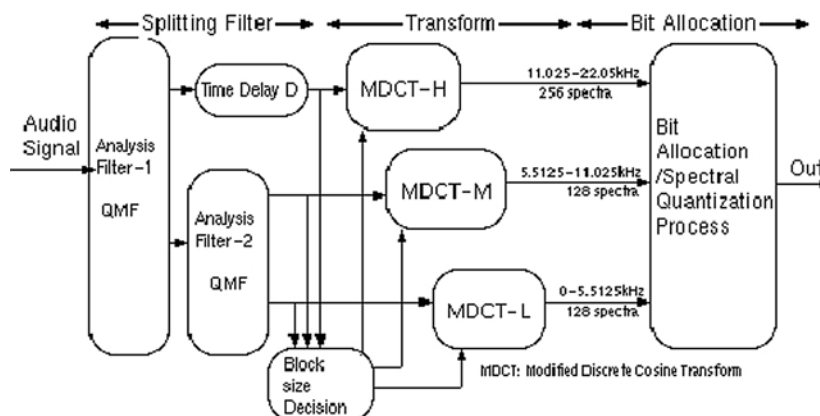 Splitting Filter
Transform
Bit Allocation
Audio
Signal
Analysis
Filter-1
QMF
Time Delay D
Analysis
Filter-2
QMF
MDCT-H
11.025-22.05kHz
256 spectra
MDCT-M
5.5125-11.025kHz
128 spectra
MDCT-L
0-5.5125kHz
128 spectra
Block
size
Decision
Bit
Allocation
/Spectral
Quantization
Process
Out
MDCT: Modified Discrete Cosine Transform